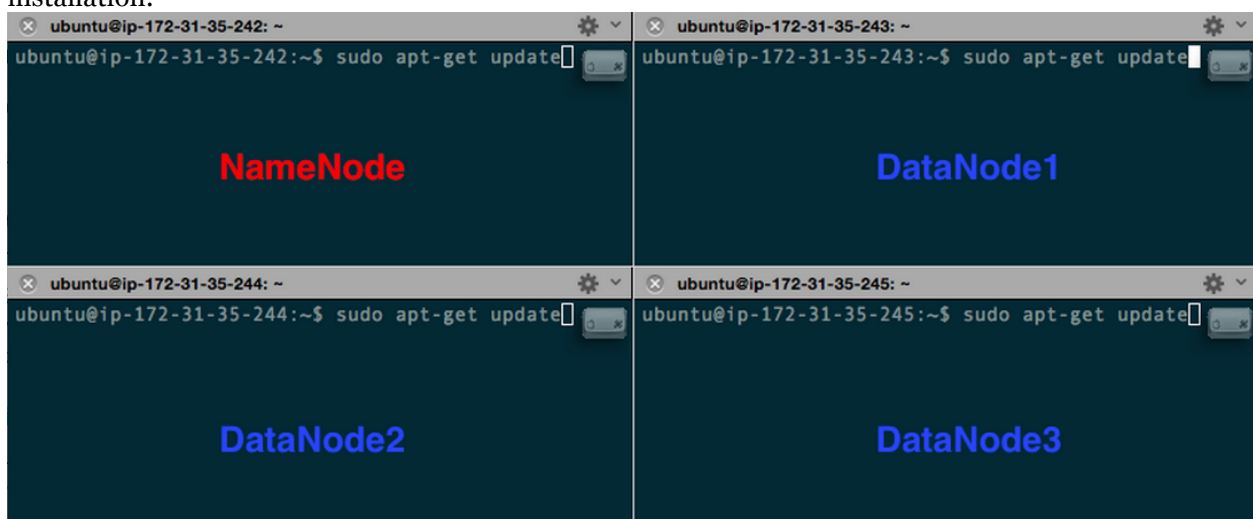 installation.
ubuntu@ip-172-31-35-242: ~
ubuntu@ip-172-31-35-242:~$ sudo apt-get update
NameNode
ubuntu@ip-172-31-35-243: ~
ubuntu@ip-172-31-35-243:~$ sudo apt-get update
DataNode1
ubuntu@ip-172-31-35-244: ~
ubuntu@ip-172-31-35-244:~$ sudo apt-get update
DataNode2
ubuntu@ip-172-31-35-245: ~
ubuntu@ip-172-31-35-245:~$ sudo apt-get update
DataNode3